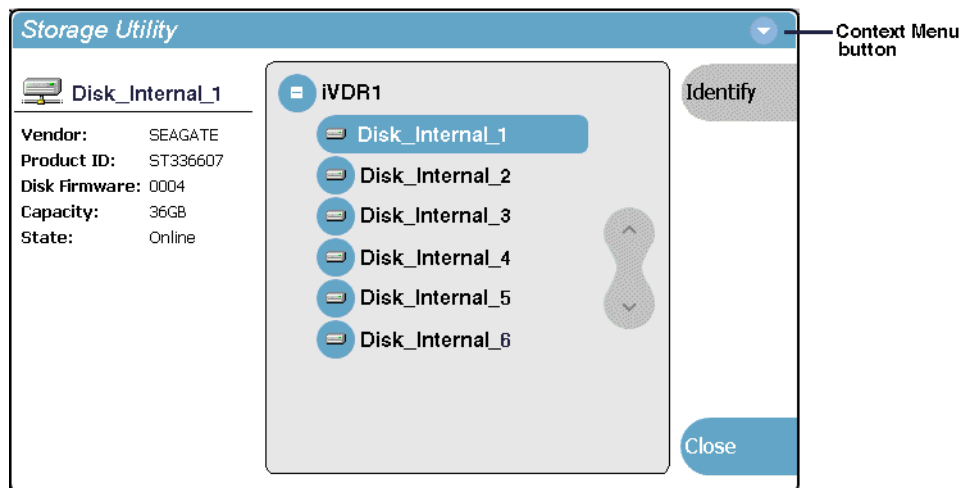 Storage Utility
Context Menu
button
Disk_Internal_1
Vendor: SEAGATE
Product ID: ST336607
Disk Firmware: 0004
Capacity: 36GB
State: Online
iVDR1
Disk_Internal_1
Disk_Internal_2
Disk_Internal_3
Disk_Internal_4
Disk_Internal_5
Disk_Internal_6
Identify
Close